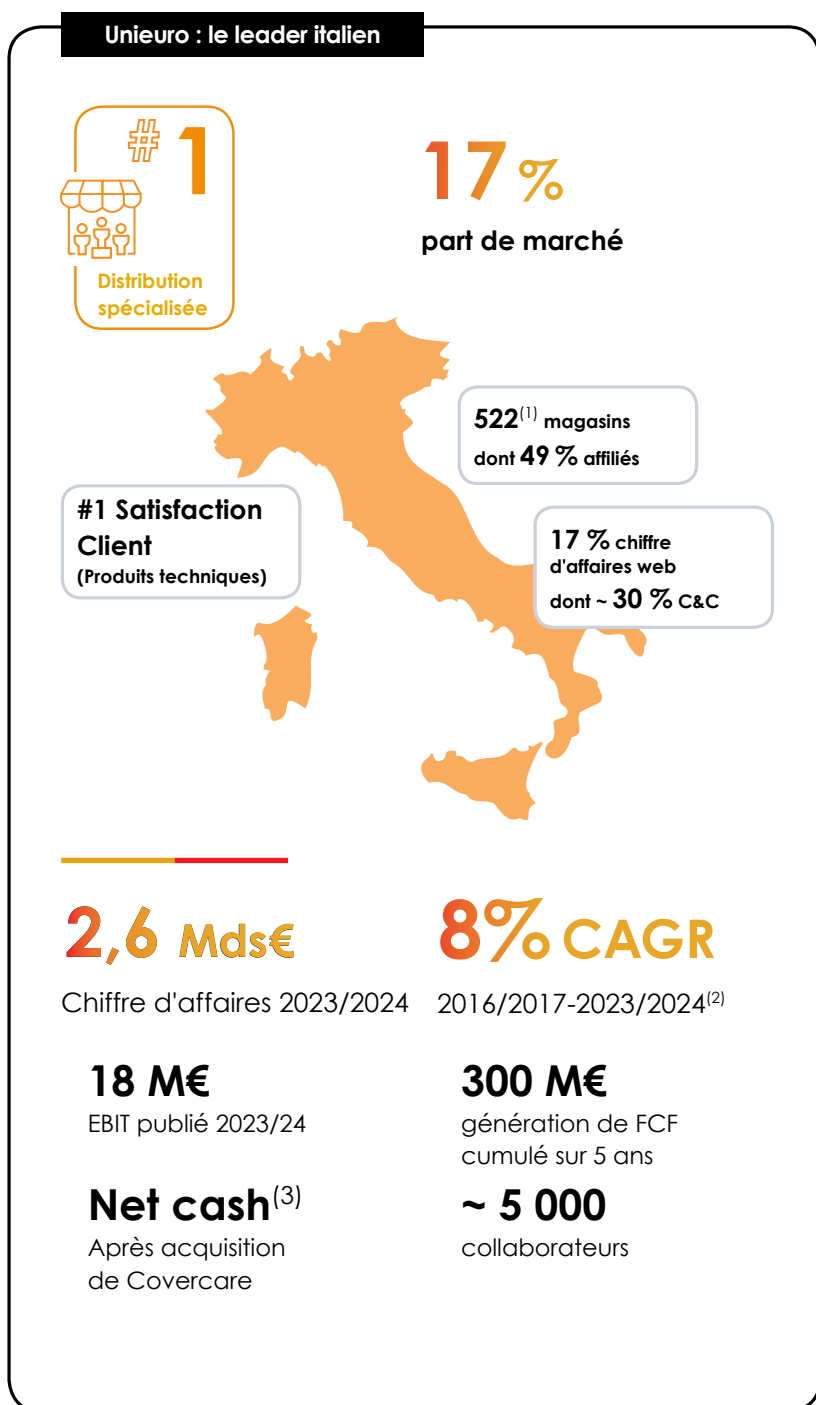 Unieuro : le leader italien
# 1
Distribution
spécialisée
17 %
part de marché
522(1) magasins
dont 49 % affiliés
#1 Satisfaction
Client
(Produits techniques)
17 % chiffre
d'affaires web
dont ~ 30 % C&C
2,6 Mds€
Chiffre d'affaires 2023/2024
8% CAGR
2016/2017-2023/2024(2)
18 M€
EBIT publié 2023/24
300 M€
génération de FCF
cumulé sur 5 ans
Net cash(3)
Après acquisition
de Covercare
~ 5 000
collaborateurs